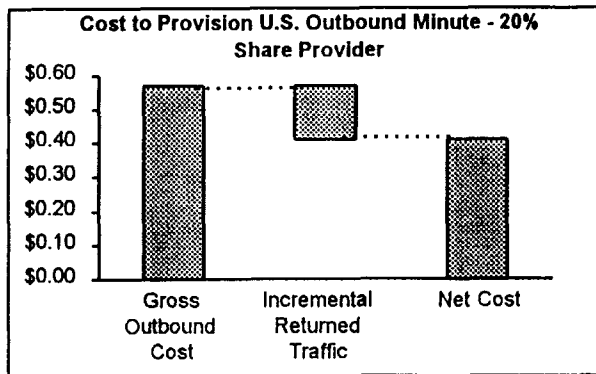 Cost to Provision U.S. Outbound Minute - 20%
Share Provider
$0.60
$0.50
$0.40
$0.30
$0.20
$0.10
$0.00
Gross
Outbound
Cost
Incremental
Returned
Traffic
Net Cost